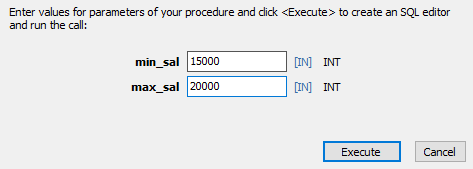 Enter values for parameters of your procedure and click <Execute> to create an SQL editor
and run the call:
min_sal 15000 [IN] INT
max_sal 20000 [IN] INT
Execute Cancel